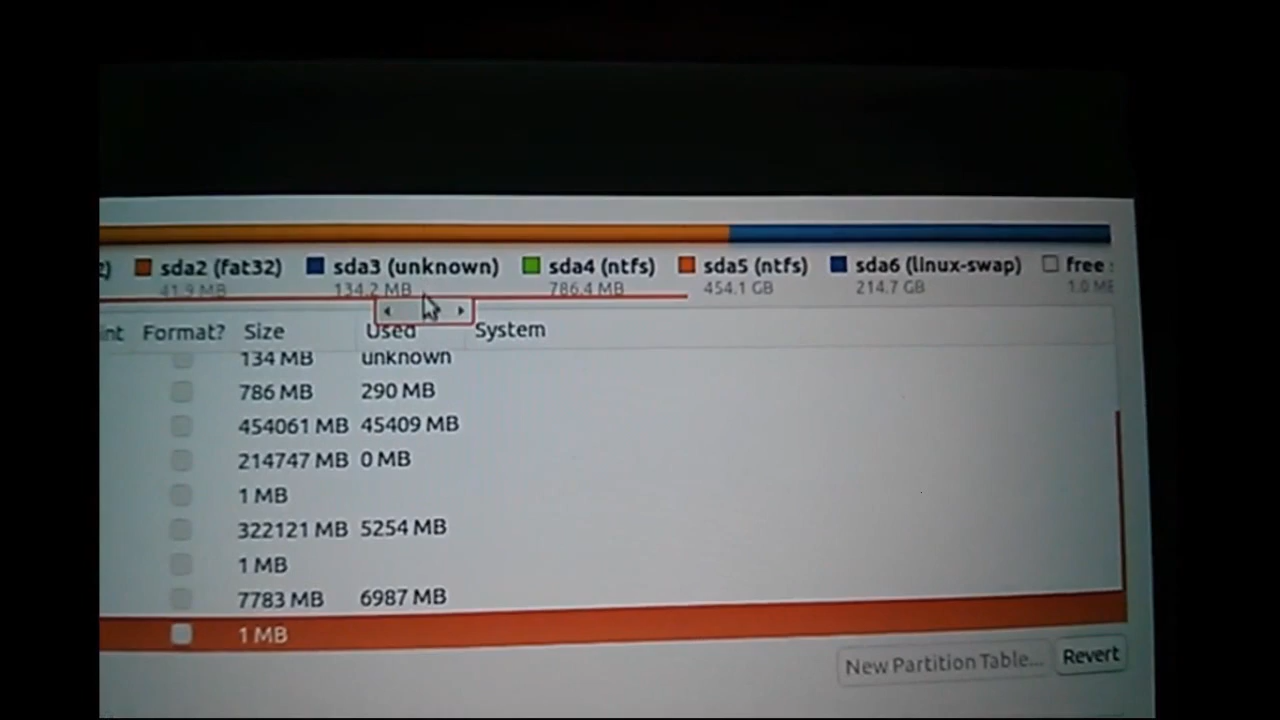 sda2 (fat32) sda3 (unknown) sda4 (ntfs) sda5 (ntfs) sda6 (linux-swap) free
41.9 MB 134.2 MB 786.4 MB 454.1 GB 214.7 GB 1.0 MB
Format? Size Used System
134 MB unknown
786 MB 290 MB
454061 MB 45409 MB
214747 MB 0 MB
1 MB
322121 MB 5254 MB
1 MB
7783 MB 6987 MB
1 MB
New Partition Table... Revert